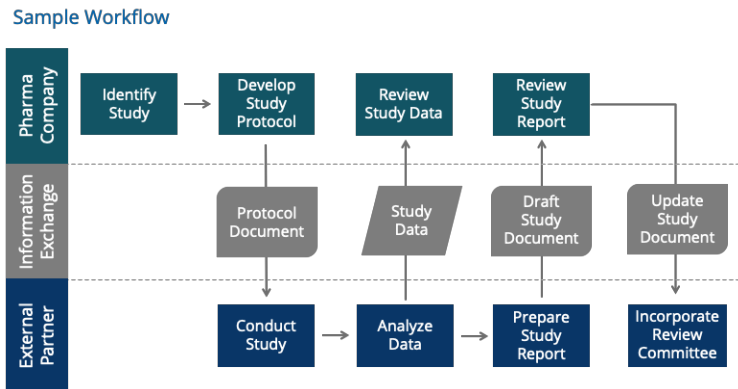 Sample Workflow
Pharma
Company
Identify
Study
Develop
Study
Protocol
Review
Study Data
Review
Study
Report
Information
Exchange
Protocol
Document
Study
Data
Draft
Study
Document
Update
Study
Document
External
Partner
Conduct
Study
Analyze
Data
Prepare
Study
Report
Incorporate
Review
Committee